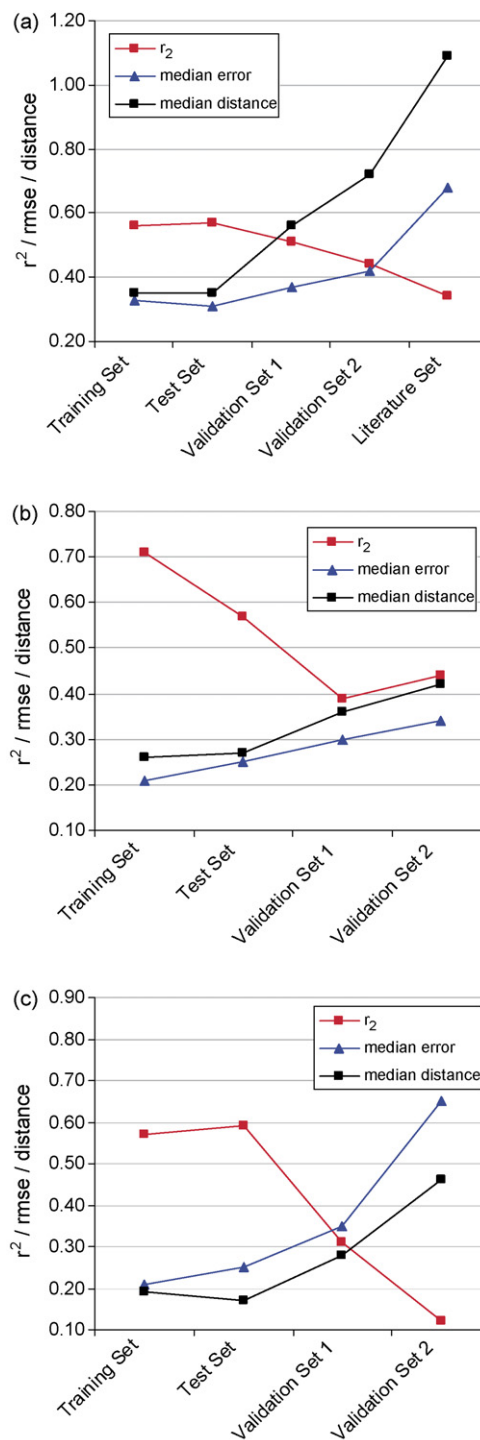 (a)
1.20
1.00
0.80
0.60
0.40
0.20
r² / rmse / distance
r₂
median error
median distance
Training Set
Test Set
Validation Set 1
Validation Set 2
Literature Set
(b)
0.80
0.70
0.60
0.50
0.40
0.30
0.20
0.10
r² / rmse / distance
r₂
median error
median distance
Training Set
Test Set
Validation Set 1
Validation Set 2
(c)
0.90
0.80
0.70
0.60
0.50
0.40
0.30
0.20
0.10
r² / rmse / distance
r₂
median error
median distance
Training Set
Test Set
Validation Set 1
Validation Set 2